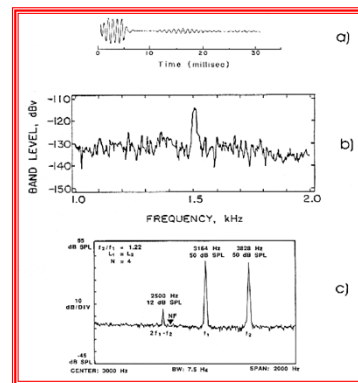 0 10 20 30
Time (millisec)
a)
BAND LEVEL, dBv
-110
-120
-130
-140
-150
1.0 1.5 2.0
FREQUENCY, kHz
b)
dB SPL
f2/f1 = 1.22
L1 = L2
N = 4
3164 Hz 3828 Hz
50 dB SPL 50 dB SPL
2500 Hz
12 dB SPL
10
dB/DIV
NF
2f1-f2 f1 f2
-45
dB SPL
CENTER: 3000 Hz BW: 7.5 Hz SPAN: 2000 Hz
c)